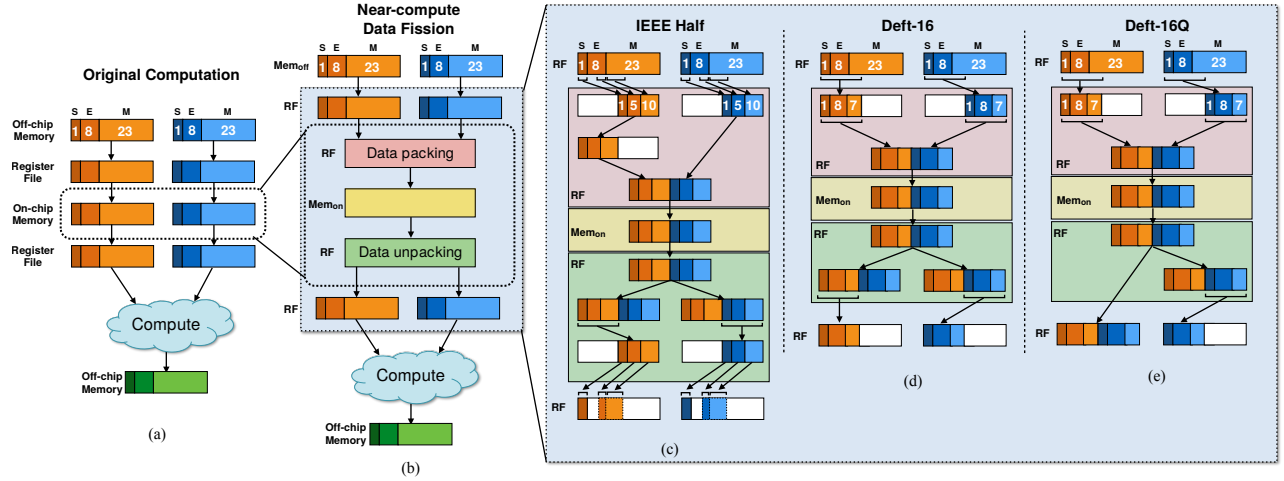 Original Computation
S E M
1 8 23
1 8 23
Off-chip
Memory
Register
File
On-chip
Memory
Register
File
Compute
Off-chip
Memory
(a)
Near-compute
Data Fission
S E M
S E M
Memoff
1 8 23
1 8 23
RF
RF
Data packing
Memon
RF
Data unpacking
RF
Compute
Off-chip
Memory
(b)
IEEE Half
S E M
RF
1 8 23
1 8 23
1 5 10
1 5 10
RF
Memon
RF
RF
(c)
Deft-16
S E M
RF
1 8 23
1 8 23
1 8 7
1 8 7
RF
Memon
RF
RF
(d)
Deft-16Q
S E M
RF
1 8 23
1 8 23
1 8 7
1 8 7
RF
Memon
RF
RF
(e)